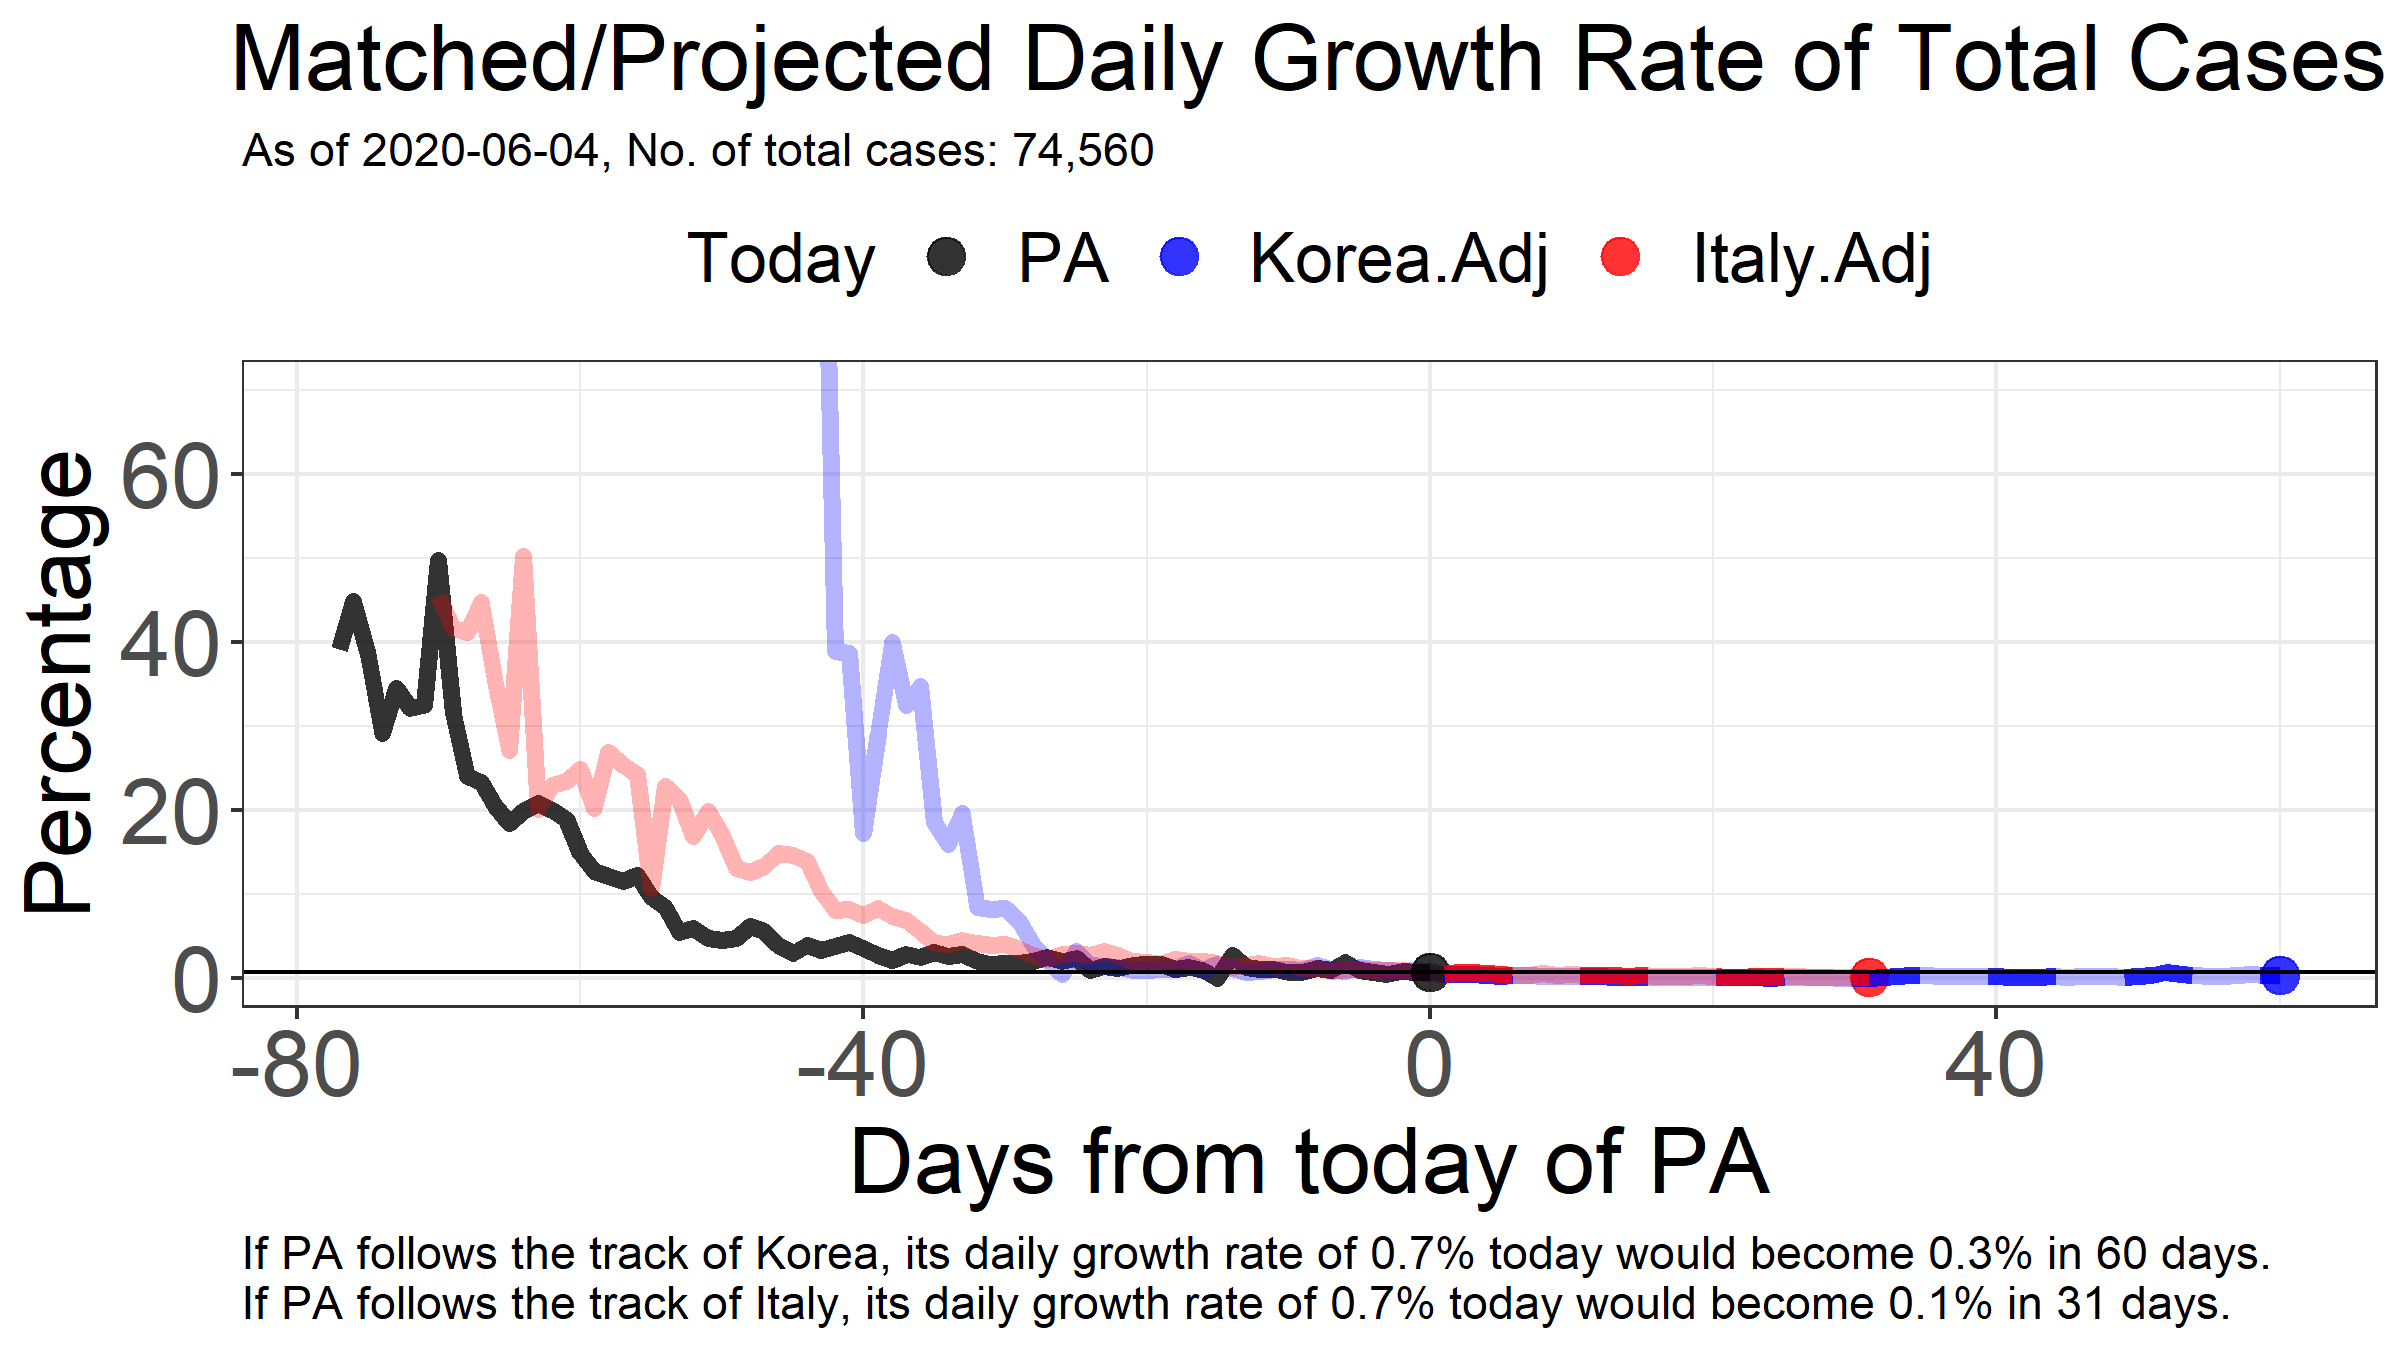 Matched/Projected Daily Growth Rate of Total Cases
As of 2020-06-04, No. of total cases: 74,560
Today PA Korea.Adj Italy.Adj
Percentage
60
40
20
0
-80 -40 0 40
Days from today of PA
If PA follows the track of Korea, its daily growth rate of 0.7% today would become 0.3% in 60 days.
If PA follows the track of Italy, its daily growth rate of 0.7% today would become 0.1% in 31 days.